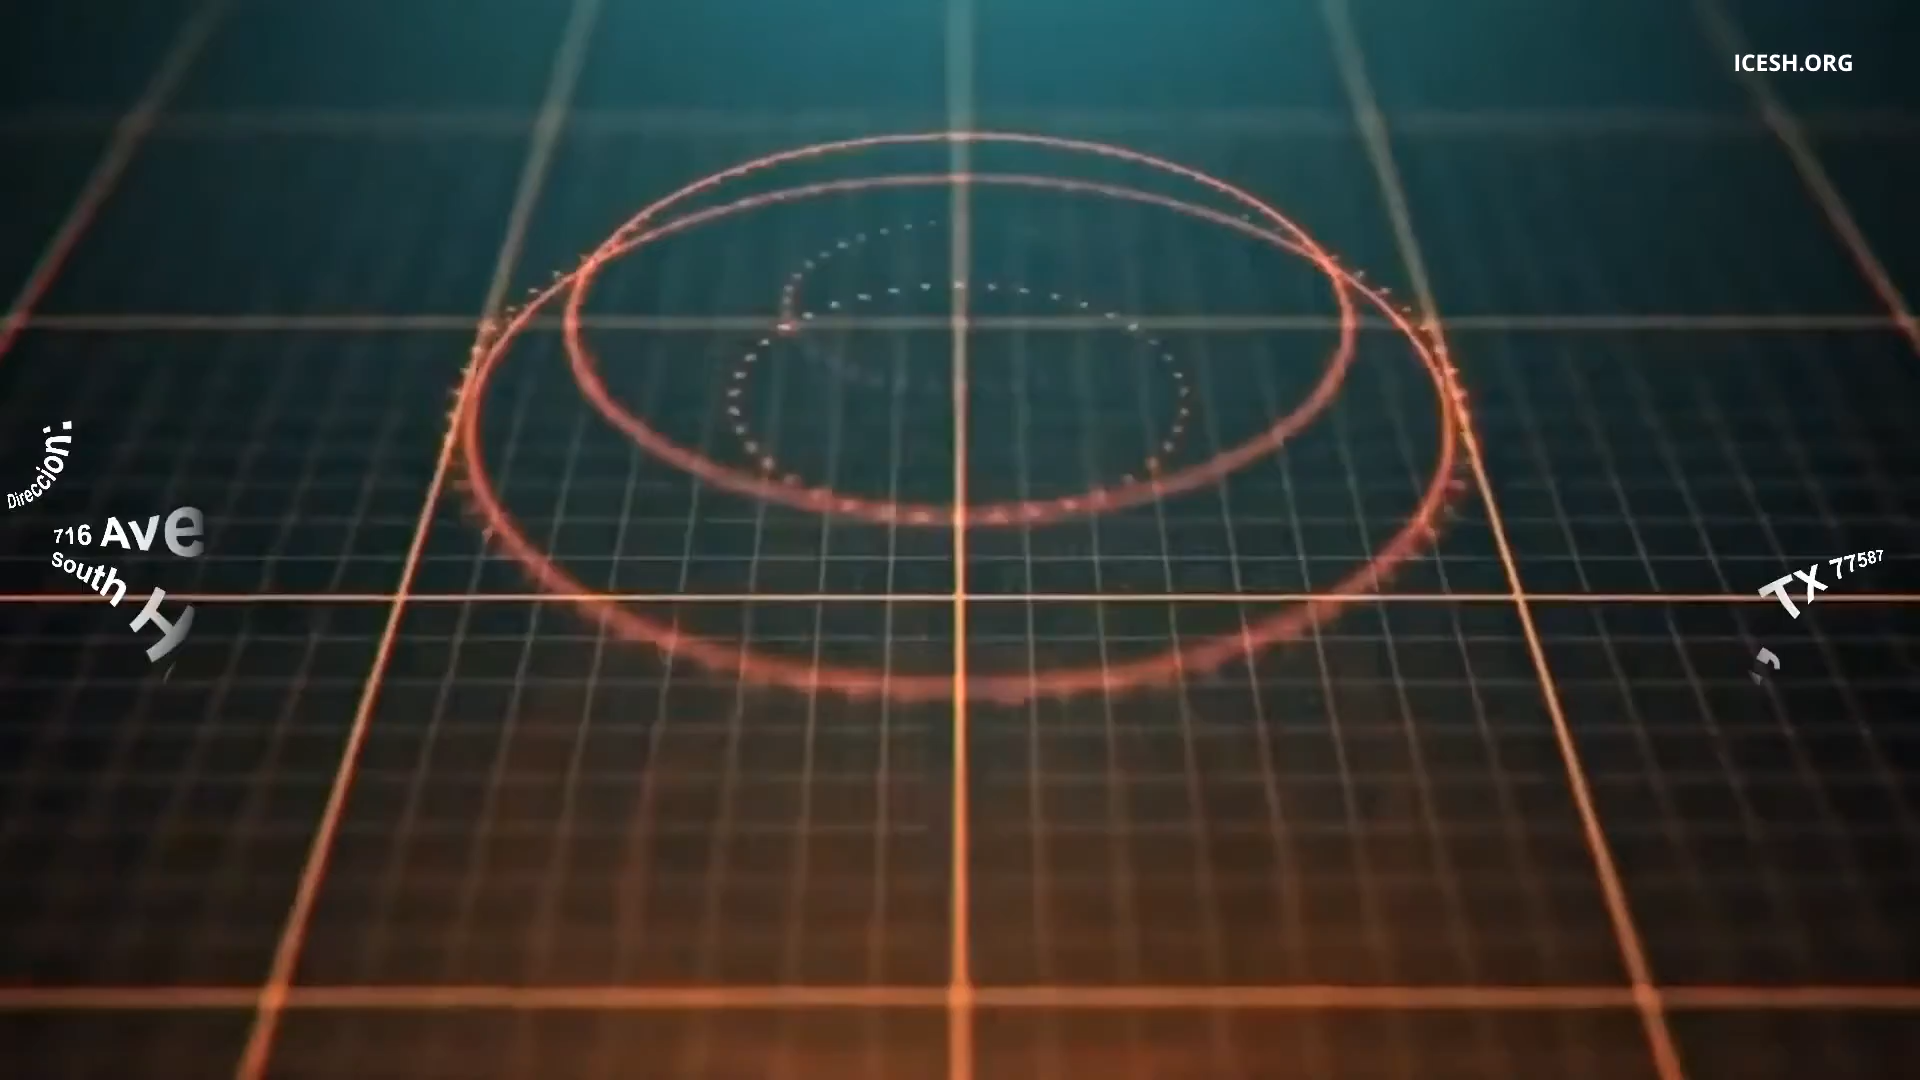 ICESH.ORG
Direccion:
716 Ave
South H
, TX 77587